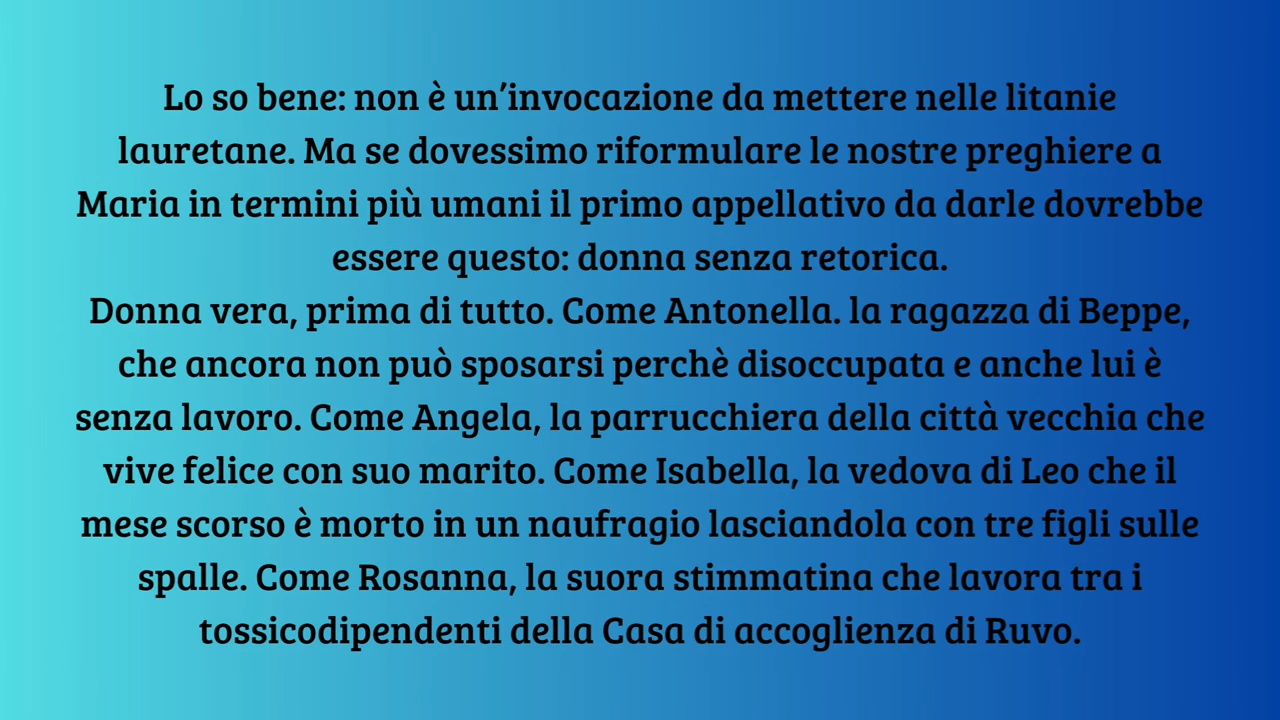 Lo so bene: non è un'invocazione da mettere nelle litanie
lauretane. Ma se dovessimo riformulare le nostre preghiere a
Maria in termini più umani il primo appellativo da darle dovrebbe
essere questo: donna senza retorica.
Donna vera, prima di tutto. Come Antonella. la ragazza di Beppe,
che ancora non può sposarsi perchè disoccupata e anche lui è
senza lavoro. Come Angela, la parrucchiera della città vecchia che
vive felice con suo marito. Come Isabella, la vedova di Leo che il
mese scorso è morto in un naufragio lasciandola con tre figli sulle
spalle. Come Rosanna, la suora stimmatina che lavora tra i
tossicodipendenti della Casa di accoglienza di Ruvo.